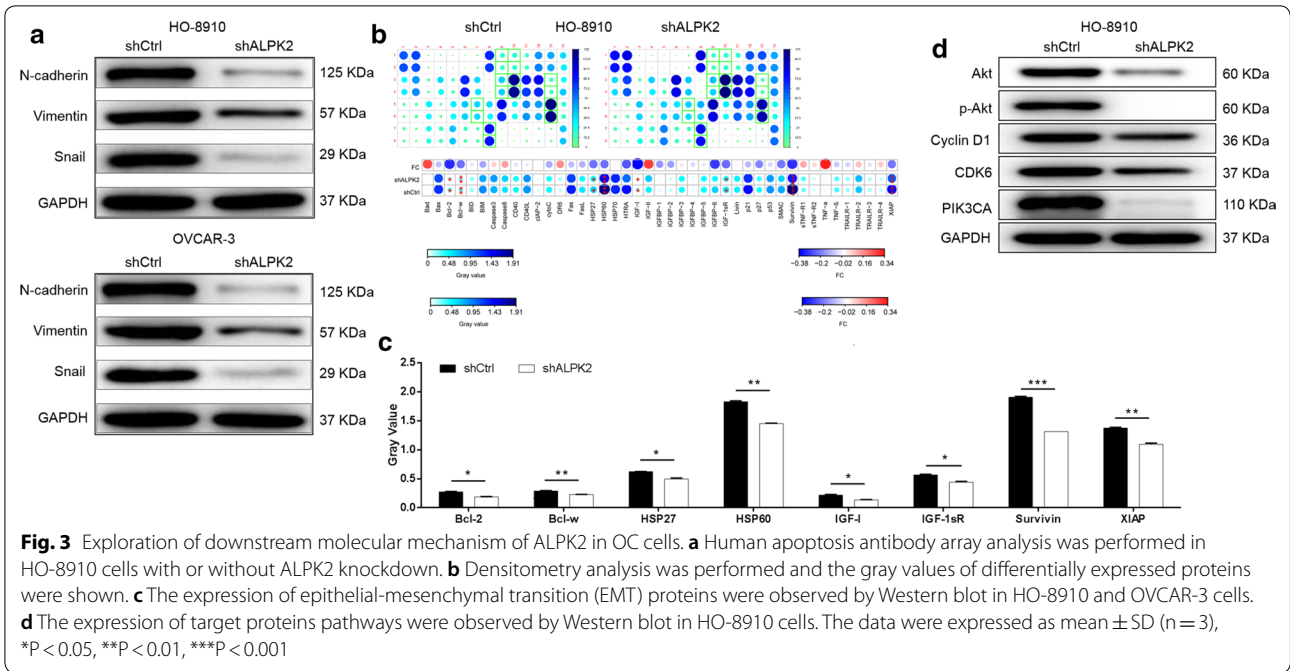 a
HO-8910
shCtrl shALPK2
N-cadherin 125 KDa
Vimentin 57 KDa
Snail 29 KDa
GAPDH 37 KDa
OVCAR-3
shCtrl shALPK2
N-cadherin 125 KDa
Vimentin 57 KDa
Snail 29 KDa
GAPDH 37 KDa
b
shCtrl HO-8910 shALPK2
FC
shALPK2
shCtrl
Bad
Bax
Bcl-2
Bcl-w
BID
BIM
Caspase3
Caspase8
CD40
CD40L
cIAP-2
cytoC
DR6
Fas
FasL
HSP27
HSP60
HSP70
HTRA
IGF-I
IGF-II
IGFBP-1
IGFBP-2
IGFBP-3
IGFBP-4
IGFBP-5
IGFBP-6
IGF-1sR
Livin
p21
p27
p53
SMAC
Survivin
sTNF-R1
sTNF-R2
TNF-a
TNF-ß
TRAILR-1
TRAILR-2
TRAILR-3
TRAILR-4
XIAP
0 0.48 0.95 1.43 1.91
Gray value
−0.38 −0.2 −0.02 0.16 0.34
FC
0 0.48 0.95 1.43 1.91
Gray value
−0.38 −0.2 −0.02 0.16 0.34
FC
c
shCtrl shALPK2
Gray Value
2.5
2.0
1.5
1.0
0.5
0.0
* ** * ** * * *** **
Bcl-2 Bcl-w HSP27 HSP60 IGF-I IGF-1sR Survivin XIAP
d
HO-8910
shCtrl shALPK2
Akt 60 KDa
p-Akt 60 KDa
Cyclin D1 36 KDa
CDK6 37 KDa
PIK3CA 110 KDa
GAPDH 37 KDa
Fig. 3 Exploration of downstream molecular mechanism of ALPK2 in OC cells. a Human apoptosis antibody array analysis was performed in
HO-8910 cells with or without ALPK2 knockdown. b Densitometry analysis was performed and the gray values of differentially expressed proteins
were shown. c The expression of epithelial-mesenchymal transition (EMT) proteins were observed by Western blot in HO-8910 and OVCAR-3 cells.
d The expression of target proteins pathways were observed by Western blot in HO-8910 cells. The data were expressed as mean ± SD (n = 3),
*P < 0.05, **P < 0.01, ***P < 0.001